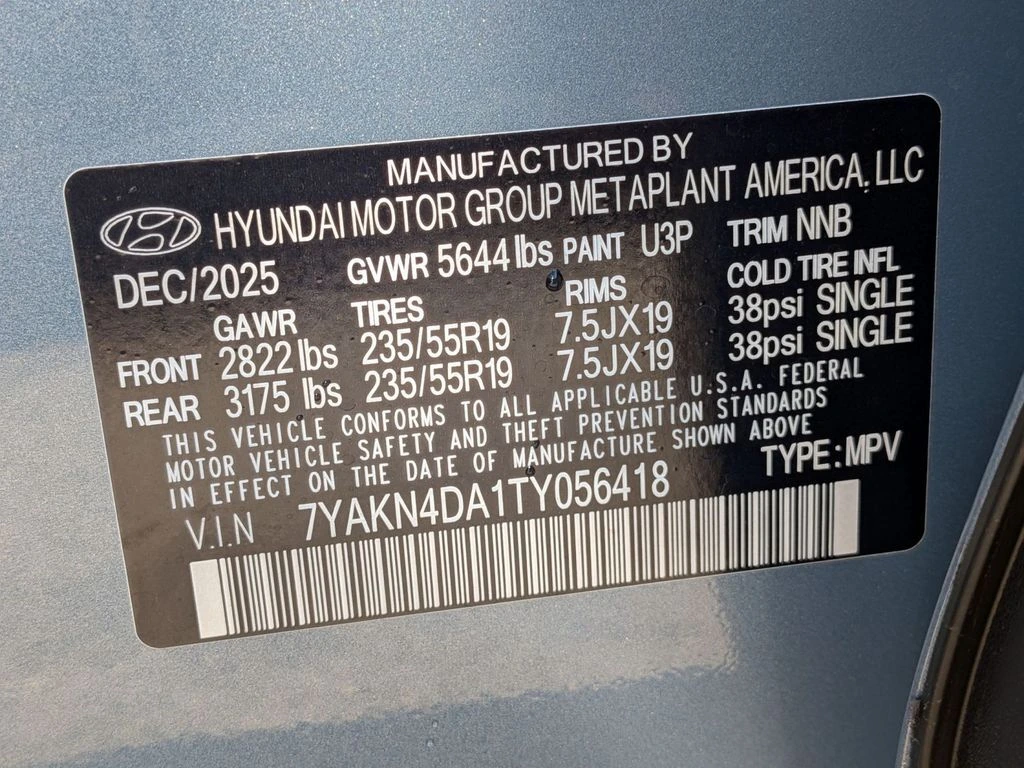 MANUFACTURED BY
HYUNDAI MOTOR GROUP METAPLANT AMERICA, LLC
DEC/2025 GVWR 5644 lbs PAINT U3P TRIM NNB
GAWR TIRES RIMS COLD TIRE INFL
FRONT 2822 lbs 235/55R19 7.5JX19 38psi SINGLE
REAR 3175 lbs 235/55R19 7.5JX19 38psi SINGLE
THIS VEHICLE CONFORMS TO ALL APPLICABLE U.S.A. FEDERAL
MOTOR VEHICLE SAFETY AND THEFT PREVENTION STANDARDS
IN EFFECT ON THE DATE OF MANUFACTURE SHOWN ABOVE
V.I.N 7YAKN4DA1TY056418 TYPE:MPV